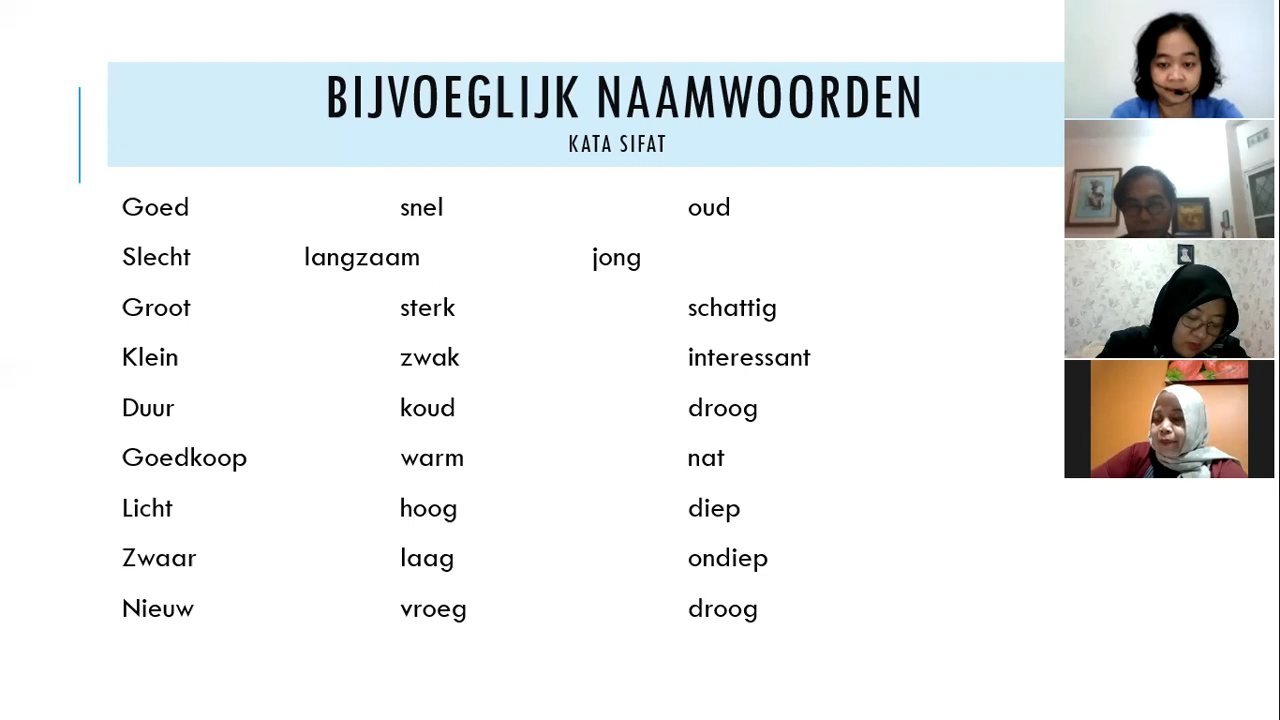 BIJVOEGLIJK NAAMWOORDEN
KATA SIFAT
Goed snel oud
Slecht langzaam jong
Groot sterk schattig
Klein zwak interessant
Duur koud droog
Goedkoop warm nat
Licht hoog diep
Zwaar laag ondiep
Nieuw vroeg droog